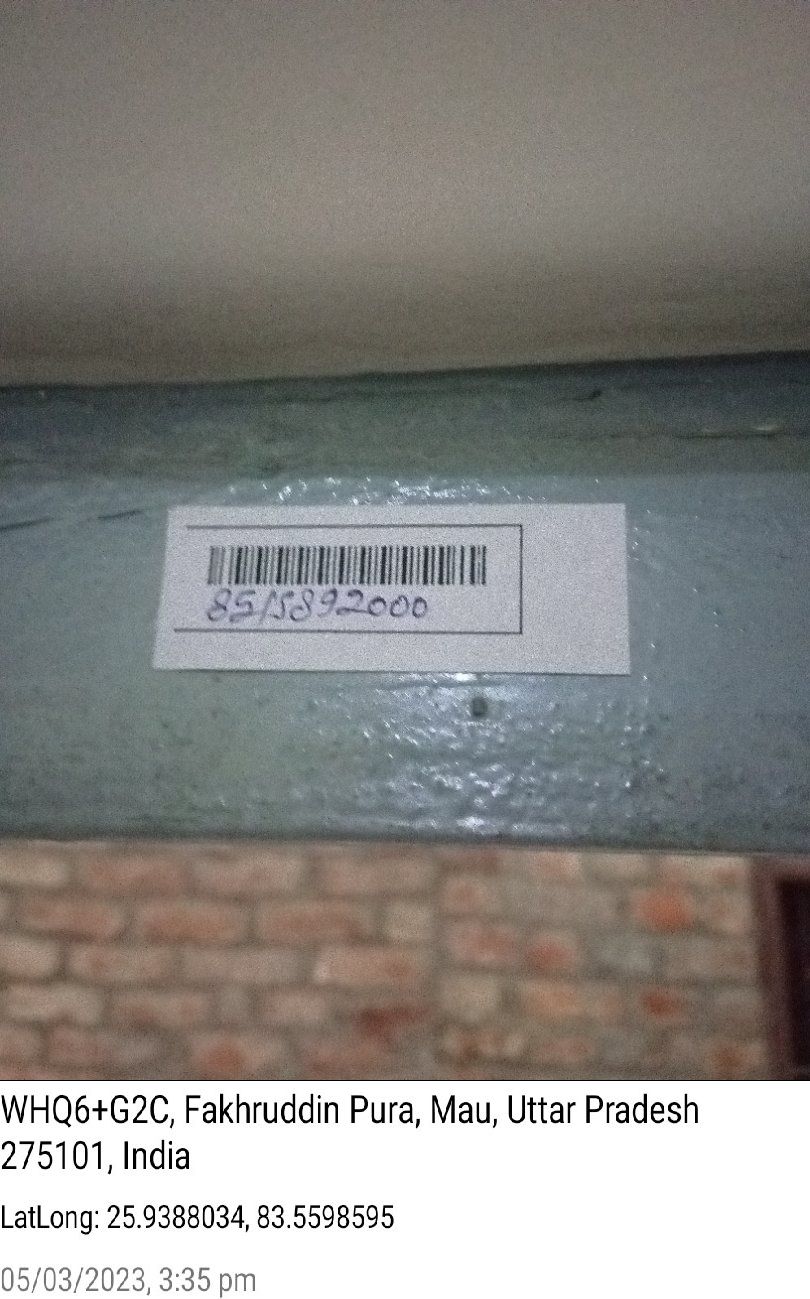 8515892000
WHQ6+G2C, Fakhruddin Pura, Mau, Uttar Pradesh
275101, India
LatLong: 25.9388034, 83.5598595
05/03/2023, 3:35 pm